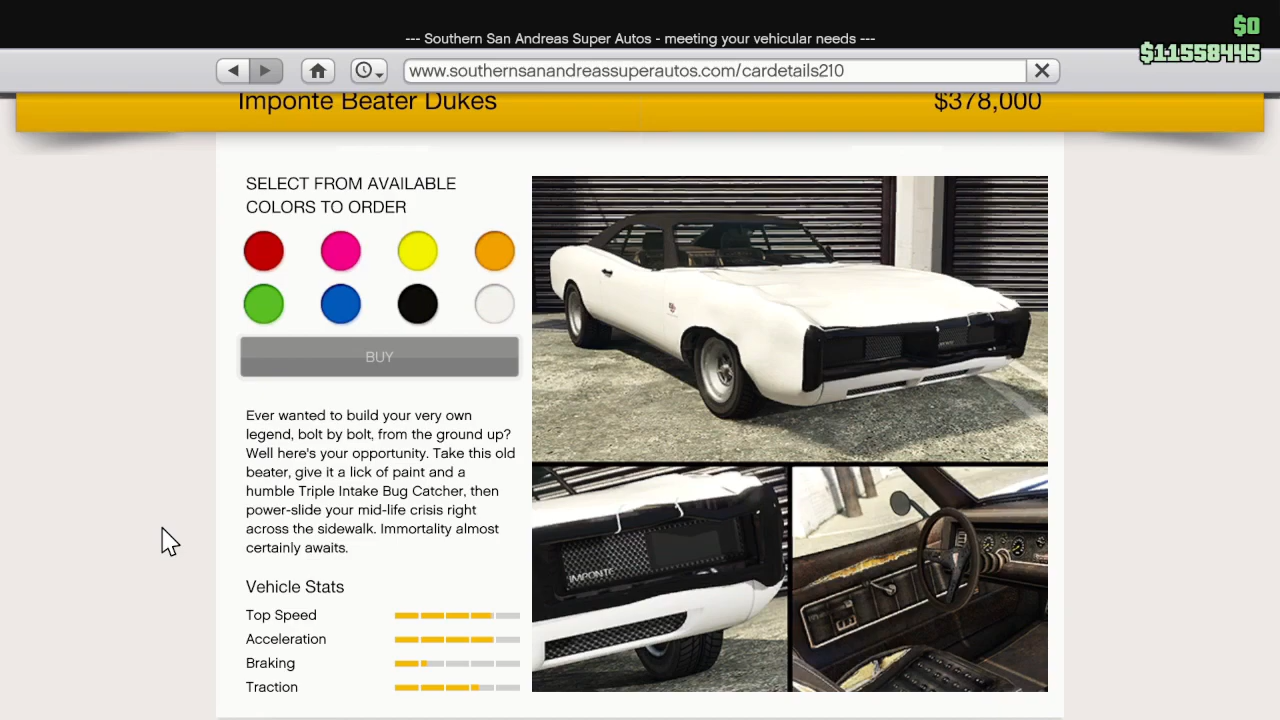 --- Southern San Andreas Super Autos - meeting your vehicular needs ---
$0
$11558445
www.southernsanandreassuperautos.com/cardetails210
Imponte Beater Dukes
$378,000
SELECT FROM AVAILABLE
COLORS TO ORDER
BUY
Ever wanted to build your very own
legend, bolt by bolt, from the ground up?
Well here's your opportunity. Take this old
beater, give it a lick of paint and a
humble Triple Intake Bug Catcher, then
power-slide your mid-life crisis right
across the sidewalk. Immortality almost
certainly awaits.
Vehicle Stats
Top Speed
Acceleration
Braking
Traction
IMPONTE